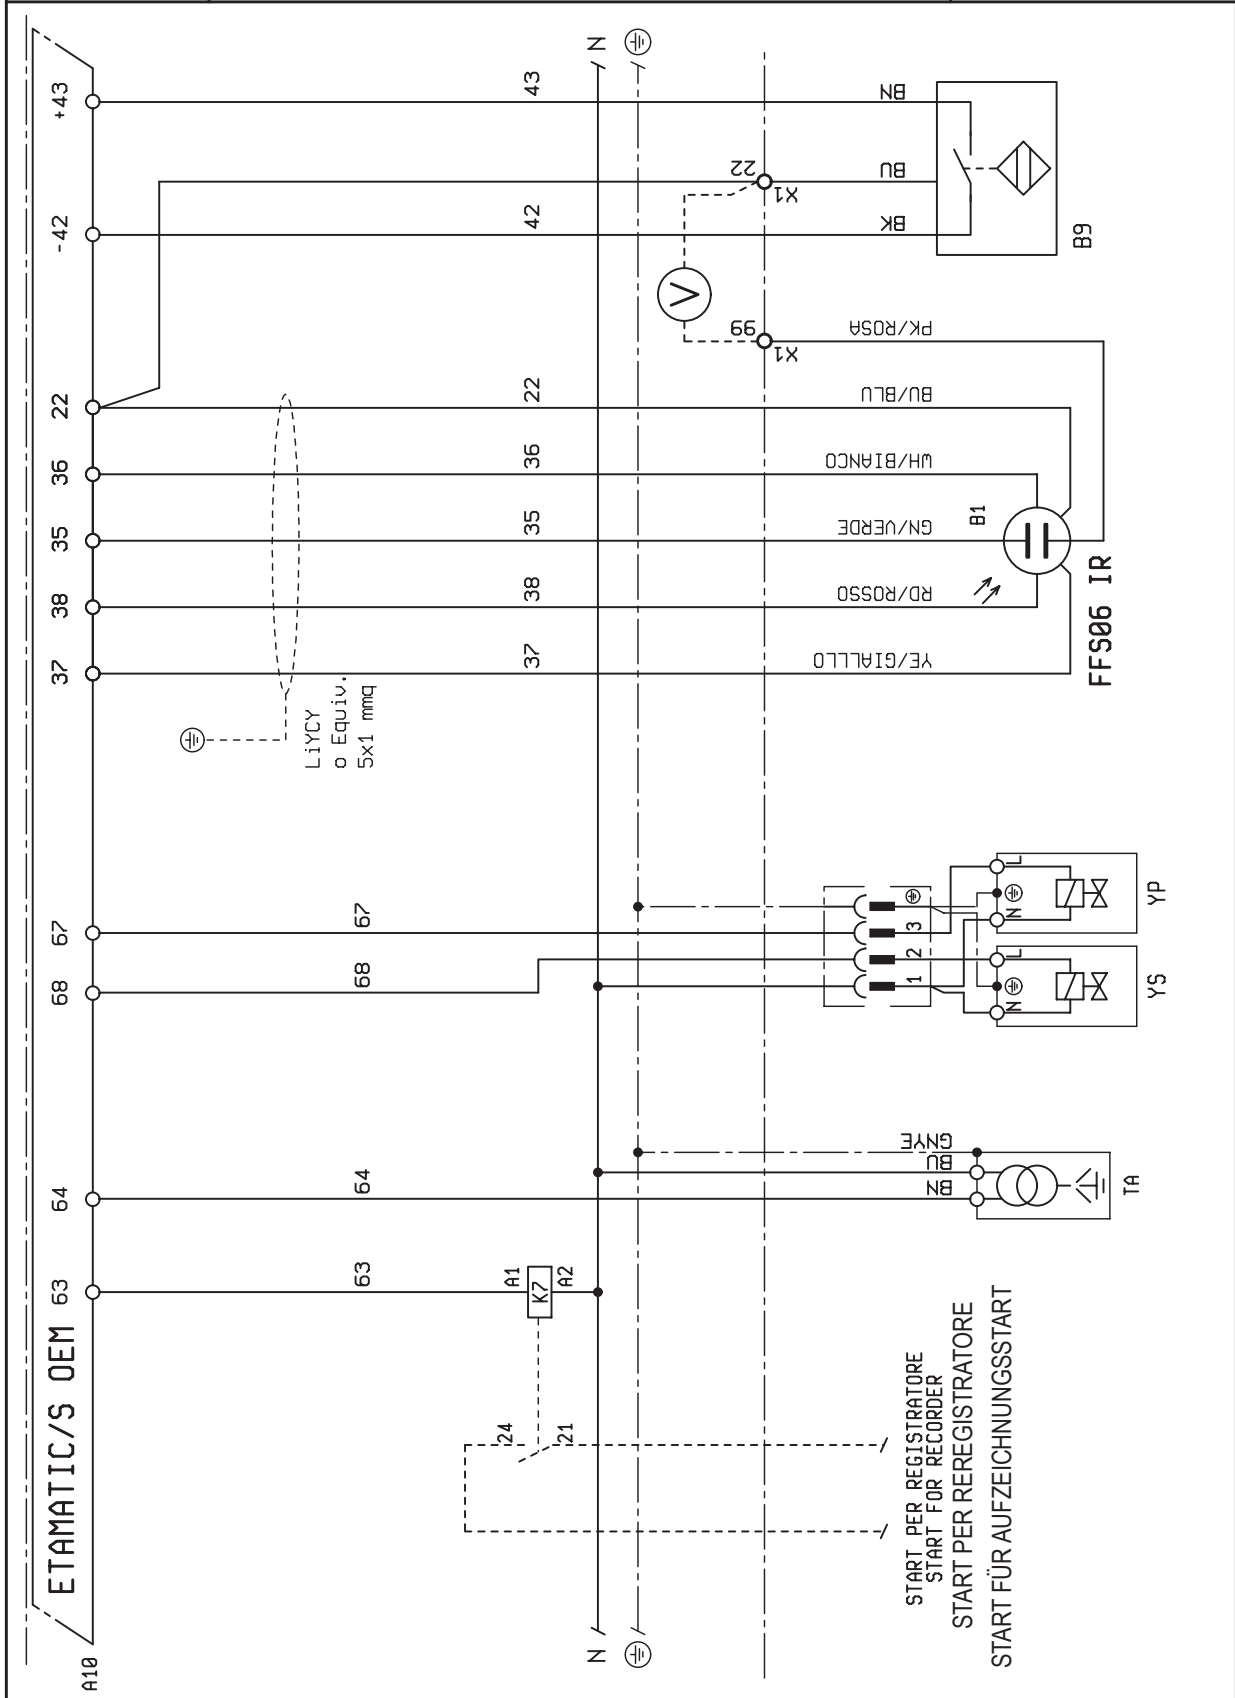 A10
ETAMATIC/S OEM
63
64
68
67
37
38
35
36
22
-42
+43
LiYCY
o Equiv.
5x1 mmq
63
64
68
67
24
21
A1
K7
A2
37
38
35
36
22
42
43
N
N
V
99
X1
22
X1
START PER REGISTRATORE
START FOR RECORDER
START PER REREGISTRATORE
START FÜR AUFZEICHNUNGSSTART
BN
BU
GNYE
TA
1
2
3
N
L
YS
N
L
YP
YE/GIALLLO
RD/ROSSO
GN/VERDE
WH/BIANCO
BU/BLU
PK/ROSA
B1
FFS06 IR
BK
BU
BN
B9